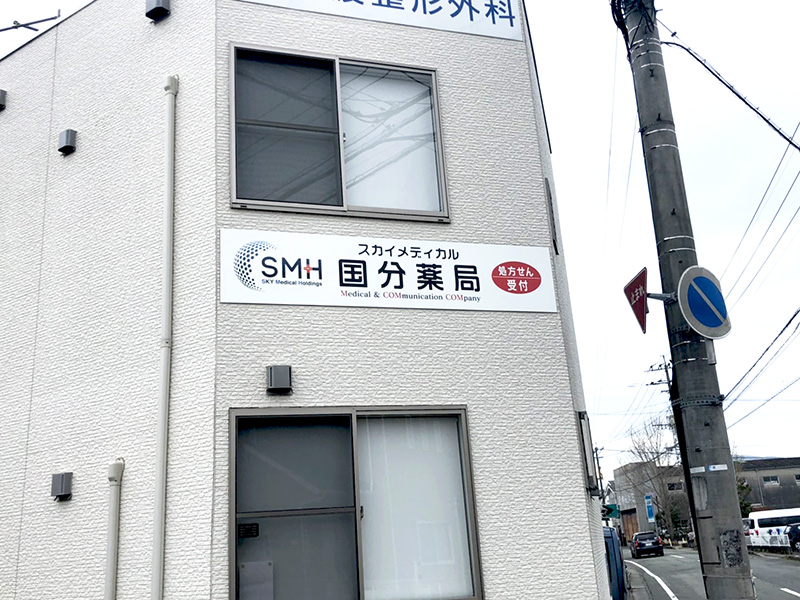 整形外科
スカイメディカル
SMH
SKY Medical Holdings
国分薬局
Medical & COMmunication COMpany
処方せん
受付
止まれ